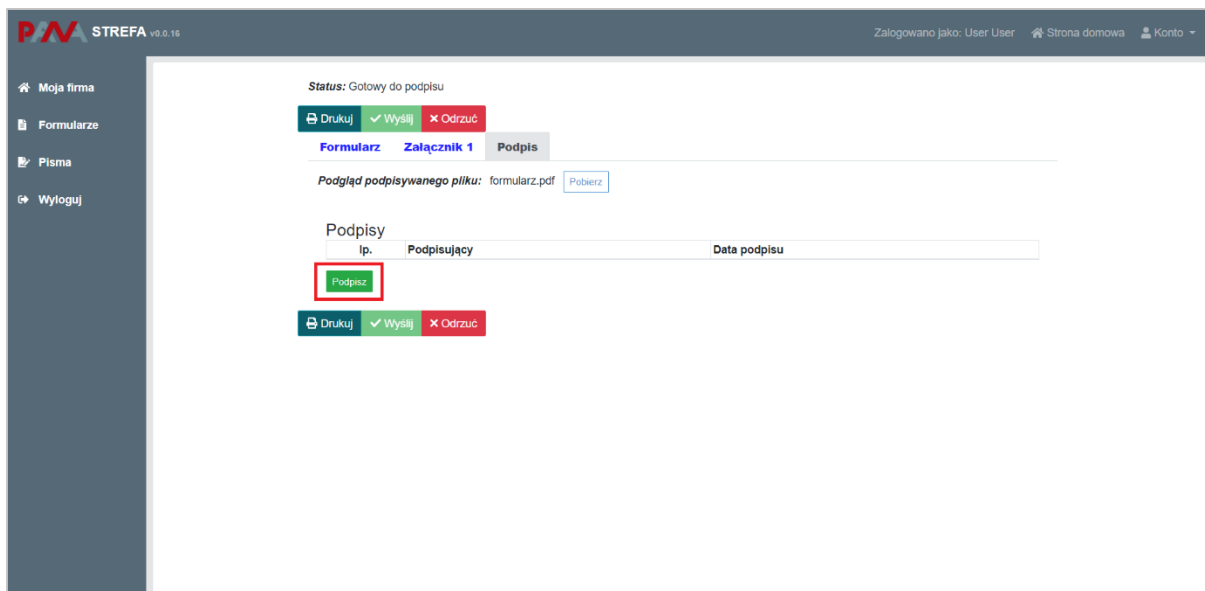 PANA STREFA v0.0.16 Zalogowano jako: User User Strona domowa Konto
Moja firma
Formularze
Pisma
Wyloguj
Status: Gotowy do podpisu
Drukuj Wyślij Odrzuć
Formularz Załącznik 1 Podpis
Podgląd podpisywanego pliku: formularz.pdf Pobierz
Podpisy
lp. Podpisujący Data podpisu
Podpisz
Drukuj Wyślij Odrzuć